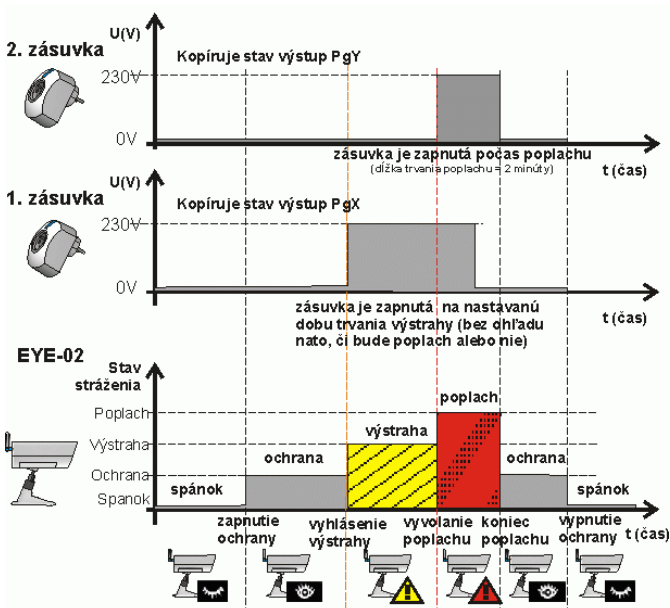 U(V)
2. zásuvka
Kopíruje stav výstup PgY
230V
0V
zásuvka je zapnutá počas poplachu
(dĺžka trvania poplachu = 2 minúty)
t (čas)
U(V)
1. zásuvka
Kopíruje stav výstup PgX
230V
0V
zásuvka je zapnutá na nastavanú
dobu trvania výstrahy (bez ohľadu
nato, či bude poplach alebo nie)
t (čas)
EYE-02
Stav
stráženia
poplach
Poplach
výstraha
Výstraha
ochrana
ochrana
Ochrana
spánok
spánok
Spanok
zapnutie
ochrany
vyhlásenie
výstrahy
vyvolanie
poplachu
koniec
poplachu
vypnutie
ochrany
t (čas)